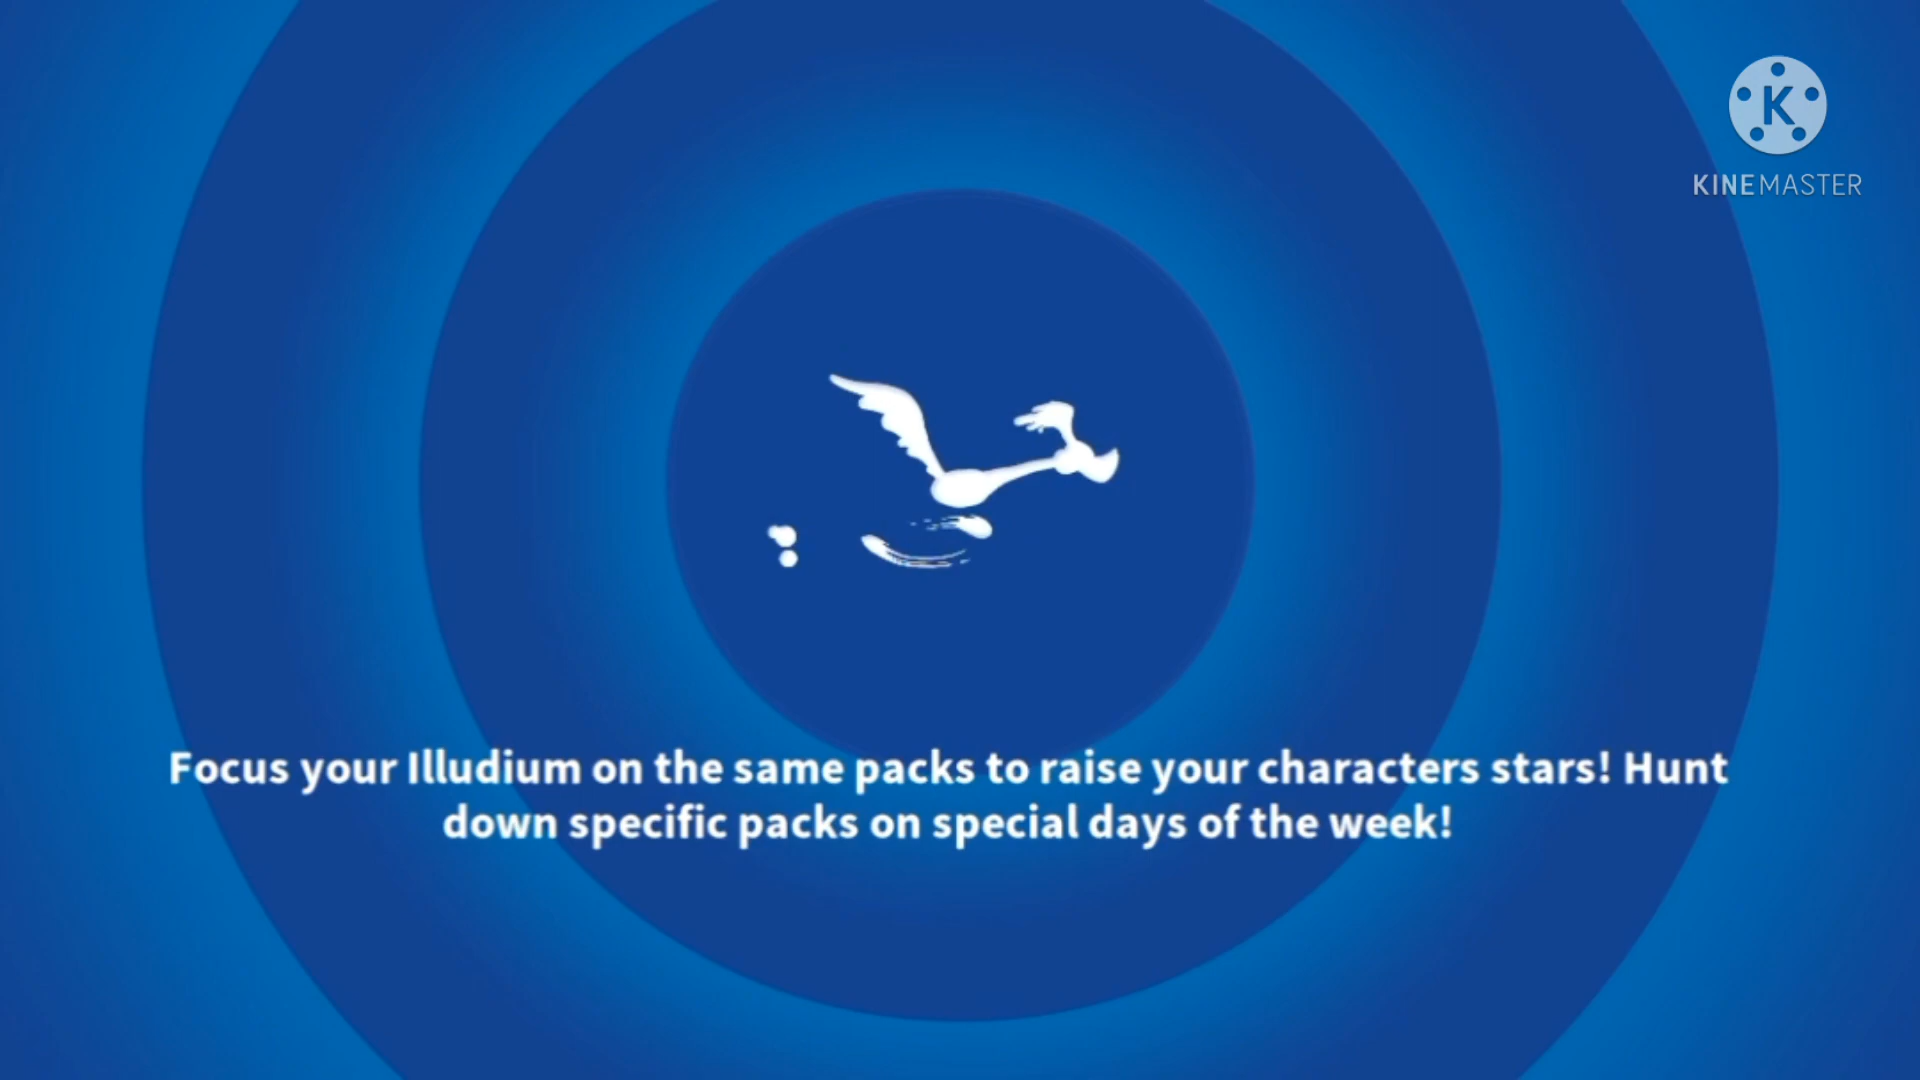 K
KINEMASTER
Focus your Illudium on the same packs to raise your characters stars! Hunt
down specific packs on special days of the week!